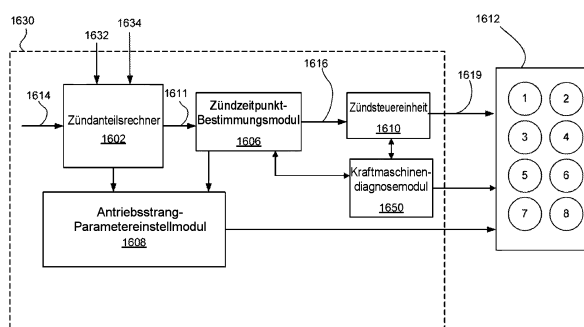 1630
1632
1634
1612
1614
1611
1616
1619
Zündanteilsrechner
1602
Zündzeitpunkt-
Bestimmungsmodul
1606
Zündsteuereinheit
1610
Kraftmaschinen-
diagnosemodul
1650
Antriebsstrang-
Parametereinstellmodul
1608
1 2
3 4
5 6
7 8